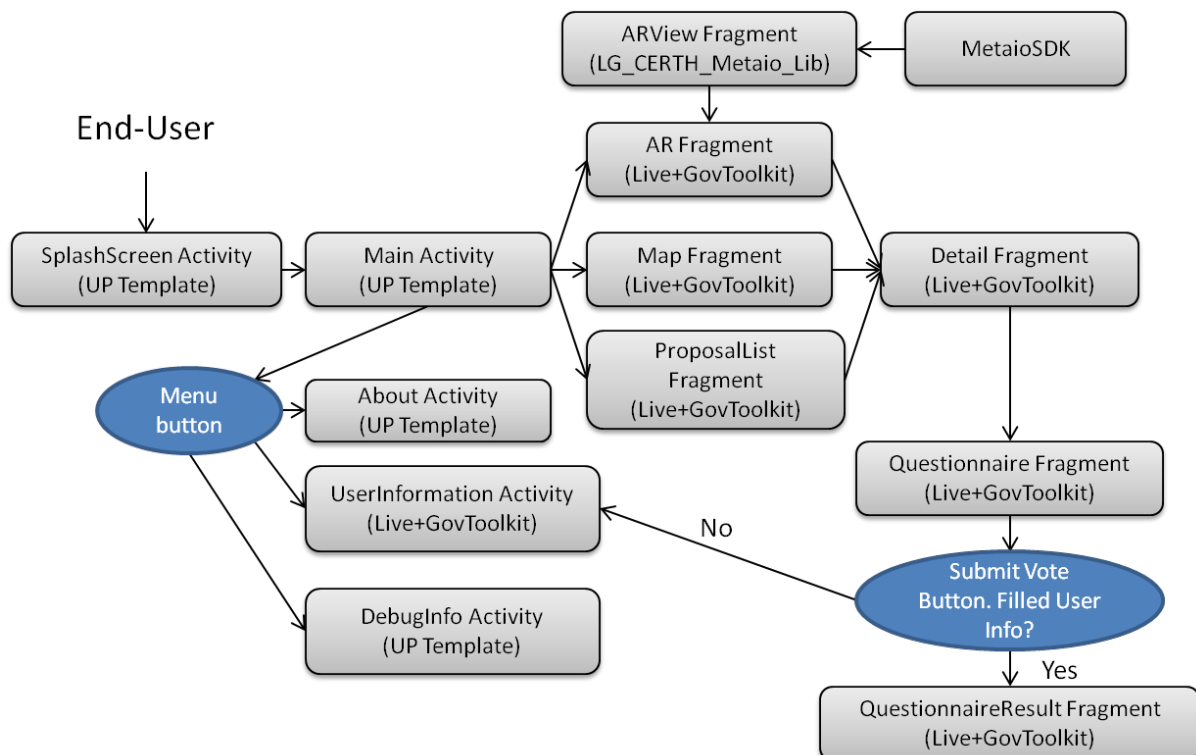 ARView Fragment
(LG_CERTH_Metaio_Lib)
MetaioSDK
End-User
AR Fragment
(Live+GovToolkit)
SplashScreen Activity
(UP Template)
Main Activity
(UP Template)
Map Fragment
(Live+GovToolkit)
Detail Fragment
(Live+GovToolkit)
ProposalList
Fragment
(Live+GovToolkit)
Menu
button
About Activity
(UP Template)
UserInformation Activity
(Live+GovToolkit)
Questionnaire Fragment
(Live+GovToolkit)
No
Submit Vote
Button. Filled User
Info?
DebugInfo Activity
(UP Template)
Yes
QuestionnaireResult Fragment
(Live+GovToolkit)